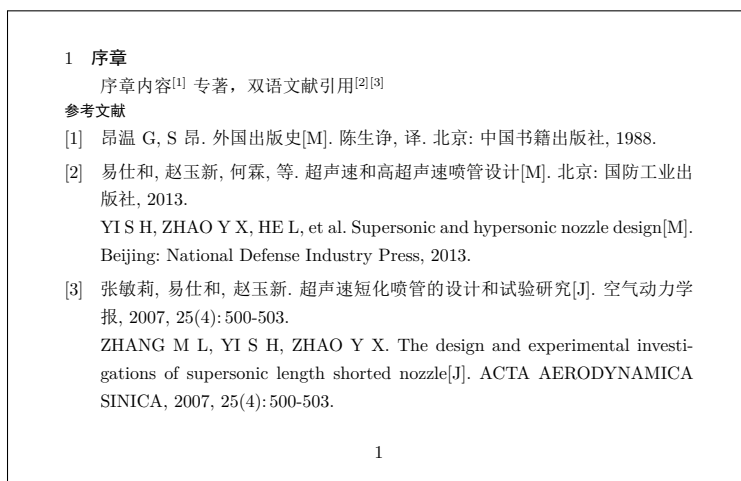 1 序章
序章内容[1] 专著，双语文献引用[2][3]
参考文献
[1] 昂温 G, S 昂. 外国出版史[M]. 陈生诤, 译. 北京: 中国书籍出版社, 1988.
[2] 易仕和, 赵玉新, 何霖, 等. 超声速和高超声速喷管设计[M]. 北京: 国防工业出
版社, 2013.
YI S H, ZHAO Y X, HE L, et al. Supersonic and hypersonic nozzle design[M].
Beijing: National Defense Industry Press, 2013.
[3] 张敏莉, 易仕和, 赵玉新. 超声速短化喷管的设计和试验研究[J]. 空气动力学
报, 2007, 25(4): 500-503.
ZHANG M L, YI S H, ZHAO Y X. The design and experimental investi-
gations of supersonic length shorted nozzle[J]. ACTA AERODYNAMICA
SINICA, 2007, 25(4): 500-503.
1